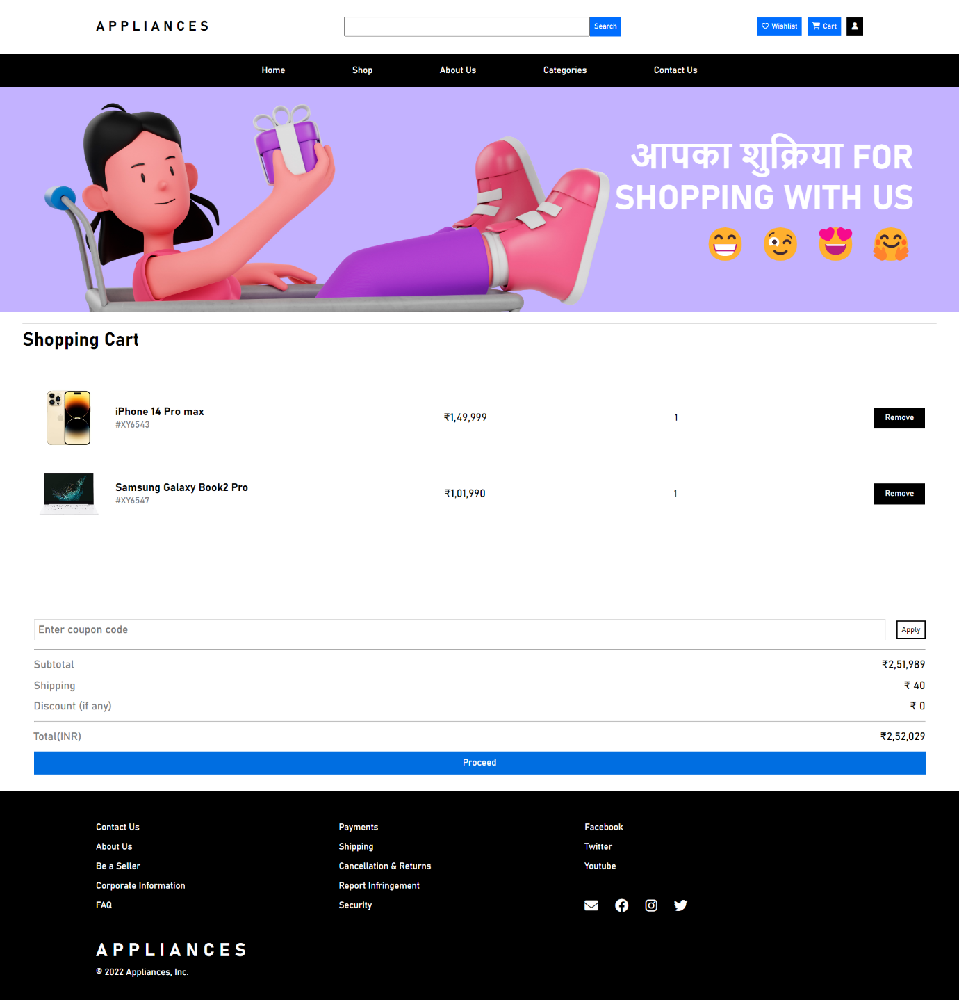 APPLIANCES
Search
Wishlist
Cart
Home
Shop
About Us
Categories
Contact Us
आपका शुक्रिया FOR
SHOPPING WITH US
Shopping Cart
iPhone 14 Pro max
#XY6543
₹1,49,999
1
Remove
Samsung Galaxy Book2 Pro
#XY6547
₹1,01,990
1
Remove
Enter coupon code
Apply
Subtotal
₹2,51,989
Shipping
₹ 40
Discount (if any)
₹ 0
Total(INR)
₹2,52,029
Proceed
Contact Us
About Us
Be a Seller
Corporate Information
FAQ
Payments
Shipping
Cancellation & Returns
Report Infringement
Security
Facebook
Twitter
Youtube
APPLIANCES
© 2022 Appliances, Inc.